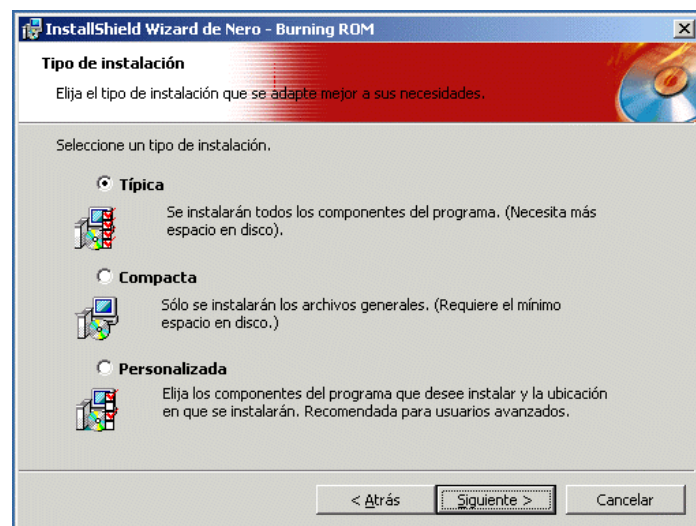 InstallShield Wizard de Nero - Burning ROM
Tipo de instalación
Elija el tipo de instalación que se adapte mejor a sus necesidades.
Seleccione un tipo de instalación.
Típica
Se instalarán todos los componentes del programa. (Necesita más
espacio en disco).
Compacta
Sólo se instalarán los archivos generales. (Requiere el mínimo
espacio en disco.)
Personalizada
Elija los componentes del programa que desee instalar y la ubicación
en que se instalarán. Recomendada para usuarios avanzados.
< Atrás
Siguiente >
Cancelar